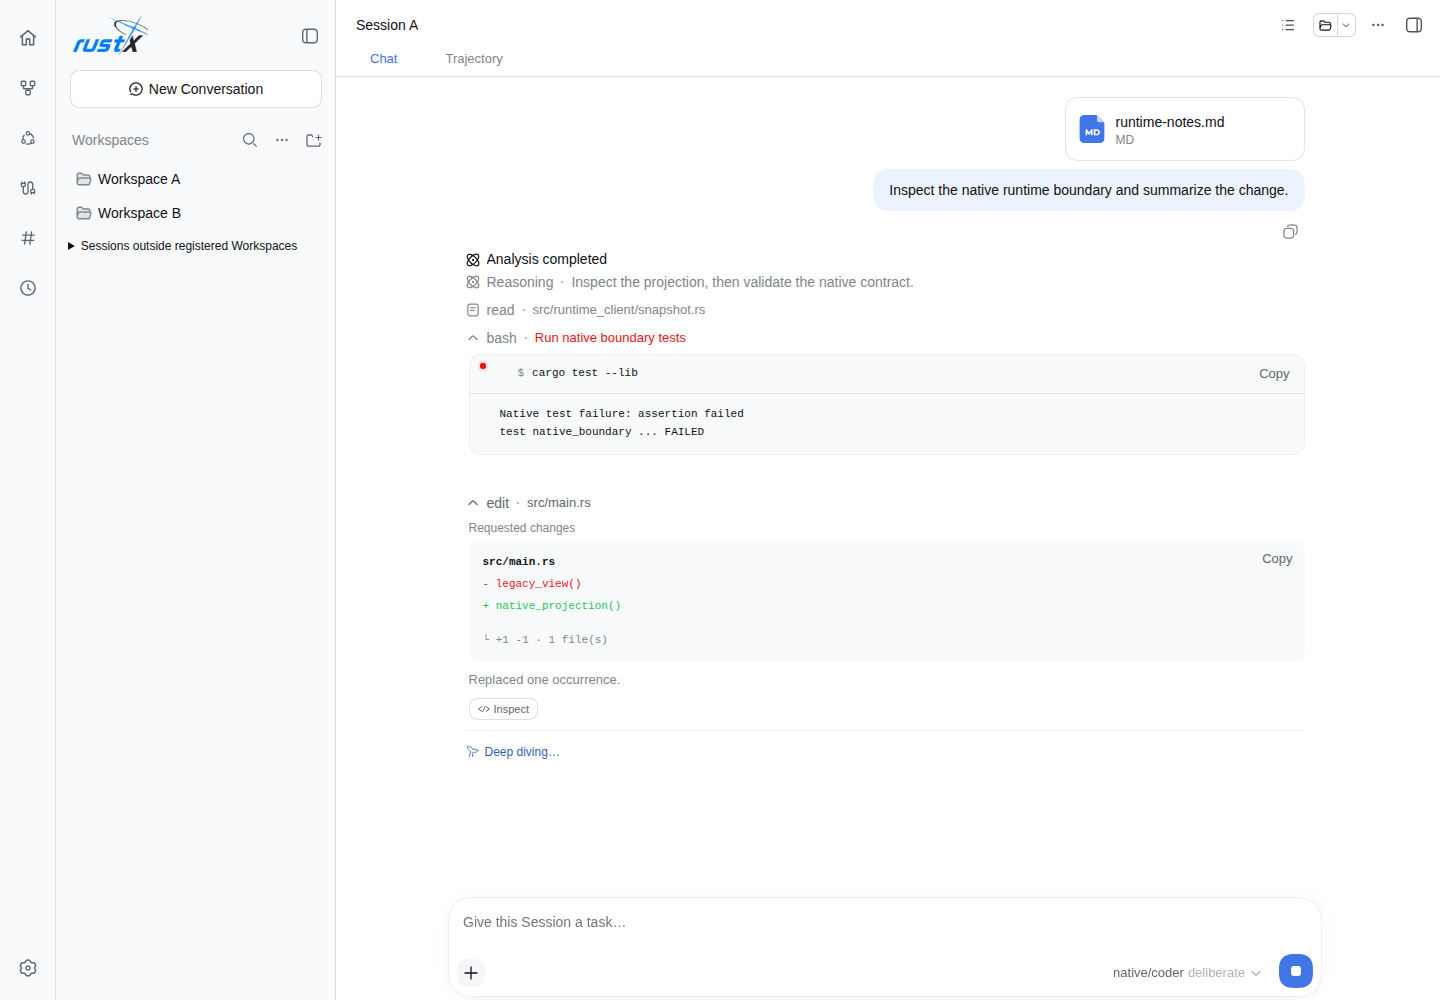 rustX
Session A
Chat
Trajectory
New Conversation
Workspaces
Workspace A
Workspace B
Sessions outside registered Workspaces
runtime-notes.md
MD
MD
Inspect the native runtime boundary and summarize the change.
Analysis completed
Reasoning · Inspect the projection, then validate the native contract.
read · src/runtime_client/snapshot.rs
bash · Run native boundary tests
$ cargo test --lib
Copy
Native test failure: assertion failed
test native_boundary ... FAILED
edit · src/main.rs
Requested changes
src/main.rs
Copy
- legacy_view()
+ native_projection()
└ +1 -1 · 1 file(s)
Replaced one occurrence.
Inspect
Deep diving…
Give this Session a task…
native/coder deliberate